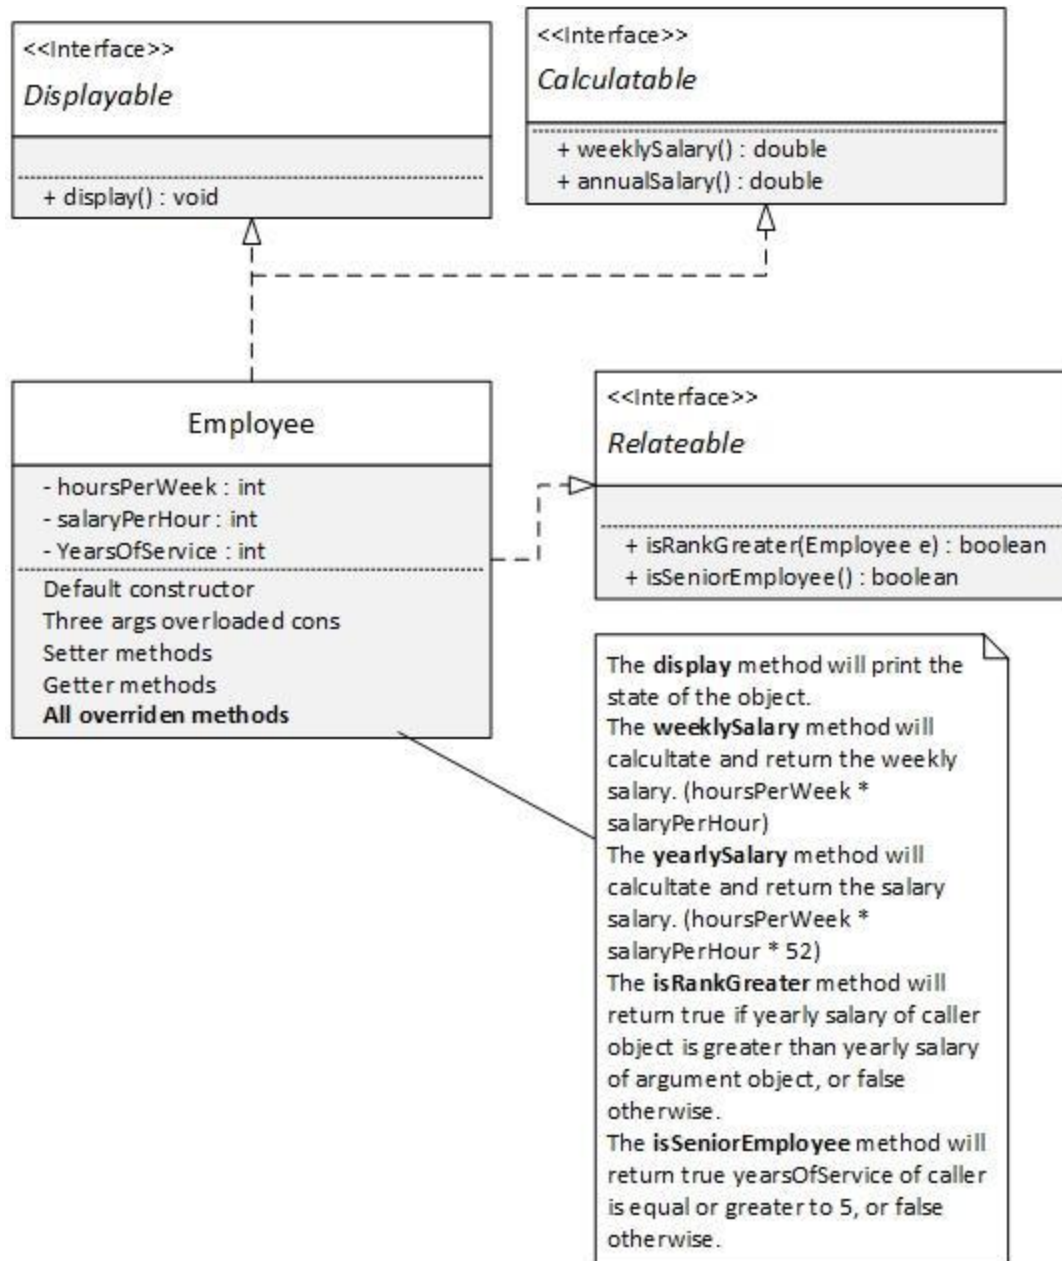 <<Interface>>
Displayable
+ display() : void
<<Interface>>
Calculatable
+ weeklySalary() : double
+ annualSalary() : double
Employee
- hoursPerWeek : int
- salaryPerHour : int
- YearsOfService : int
Default constructor
Three args overloaded cons
Setter methods
Getter methods
All overriden methods
<<Interface>>
Relateable
+ isRankGreater(Employee e) : boolean
+ isSeniorEmployee() : boolean
The display method will print the
state of the object.
The weeklySalary method will
calcultate and return the weekly
salary. (hoursPerWeek *
salaryPerHour)
The yearlySalary method will
calcultate and return the salary
salary. (hoursPerWeek *
salaryPerHour * 52)
The isRankGreater method will
return true if yearly salary of caller
object is greater than yearly salary
of argument object, or false
otherwise.
The isSeniorEmployee method will
return true yearsOfService of caller
is equal or greater to 5, or false
otherwise.